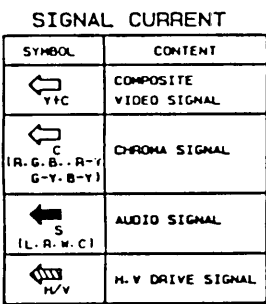 SIGNAL CURRENT
SYMBOL CONTENT
Y+C
COMPOSITE
VIDEO SIGNAL
C
(R.G.B..R-Y
G-Y.B-Y)
CHROMA SIGNAL
S
(L.R.W.C)
AUDIO SIGNAL
H/V
H.V DRIVE SIGNAL